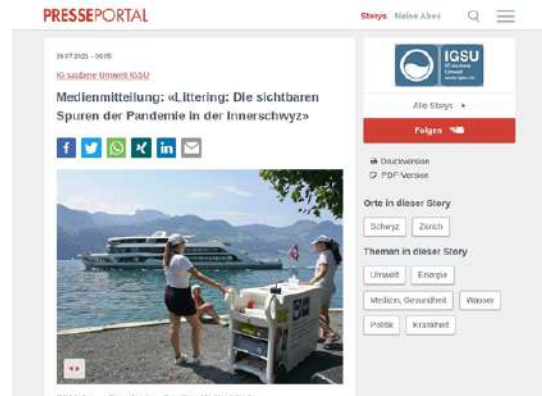 PRESSEPORTAL
Storys Meine Abos
IG saubere Umwelt IGSU
Medienmitteilung: «Littering: Die sichtbaren
Spuren der Pandemie in der Innerschwyz»
IGSU
Alle Storys
Folgen
Druckversion
PDF-Version
Orte in dieser Story
Schwyz Zürich
Themen in dieser Story
Umwelt Energie
Medizin, Gesundheit Wasser
Politik Krankheit